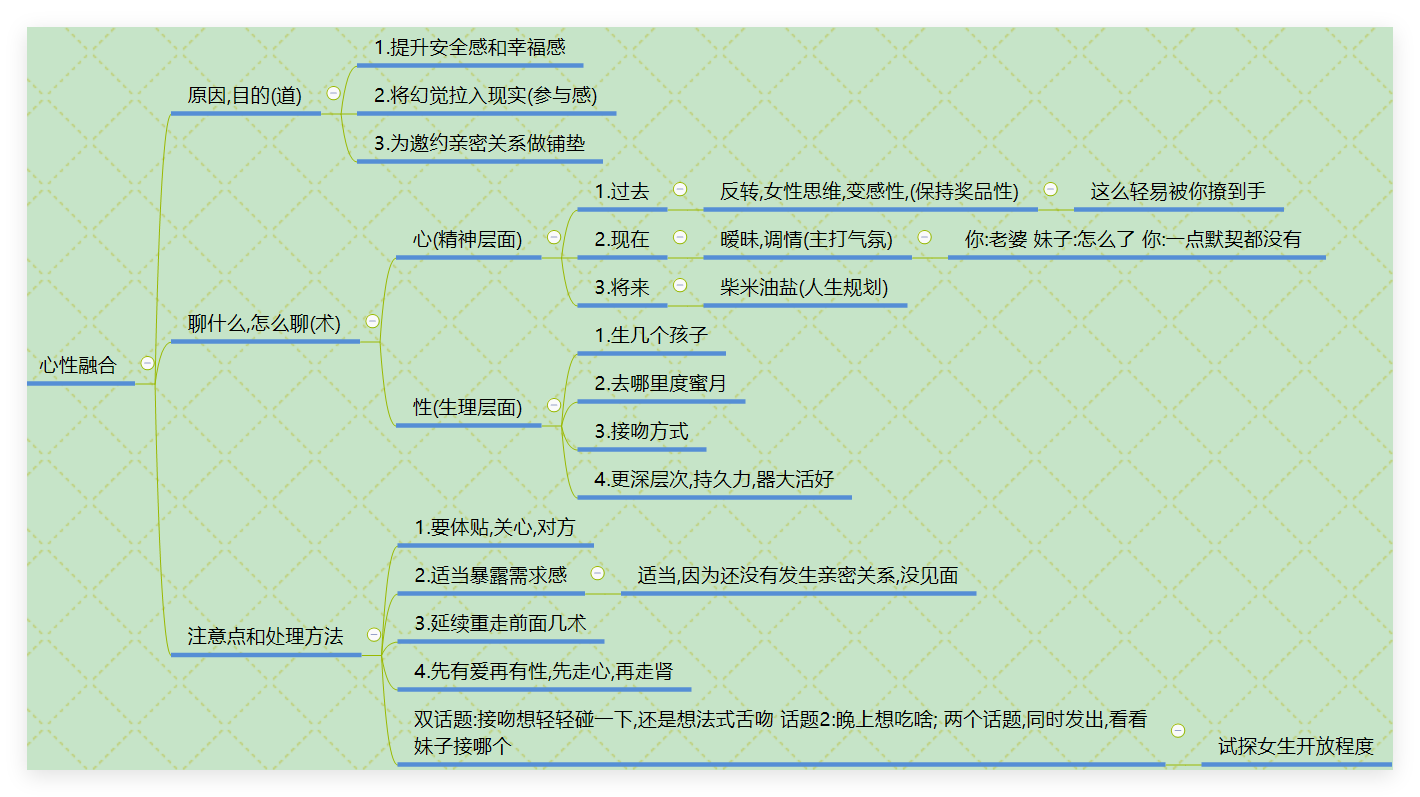 心性融合
原因,目的(道)
1.提升安全感和幸福感
2.将幻觉拉入现实(参与感)
3.为邀约亲密关系做铺垫
聊什么,怎么聊(术)
心(精神层面)
1.过去
反转,女性思维,变感性,(保持奖品性)
这么轻易被你撩到手
2.现在
暧昧,调情(主打气氛)
你:老婆 妹子:怎么了 你:一点默契都没有
3.将来
柴米油盐(人生规划)
性(生理层面)
1.生几个孩子
2.去哪里度蜜月
3.接吻方式
4.更深层次,持久力,器大活好
注意点和处理方法
1.要体贴,关心,对方
2.适当暴露需求感
适当,因为还没有发生亲密关系,没见面
3.延续重走前面几术
4.先有爱再有性,先走心,再走肾
双话题:接吻想轻轻碰一下,还是想法式舌吻 话题2:晚上想吃啥; 两个话题,同时发出,看看
妹子接哪个
试探女生开放程度